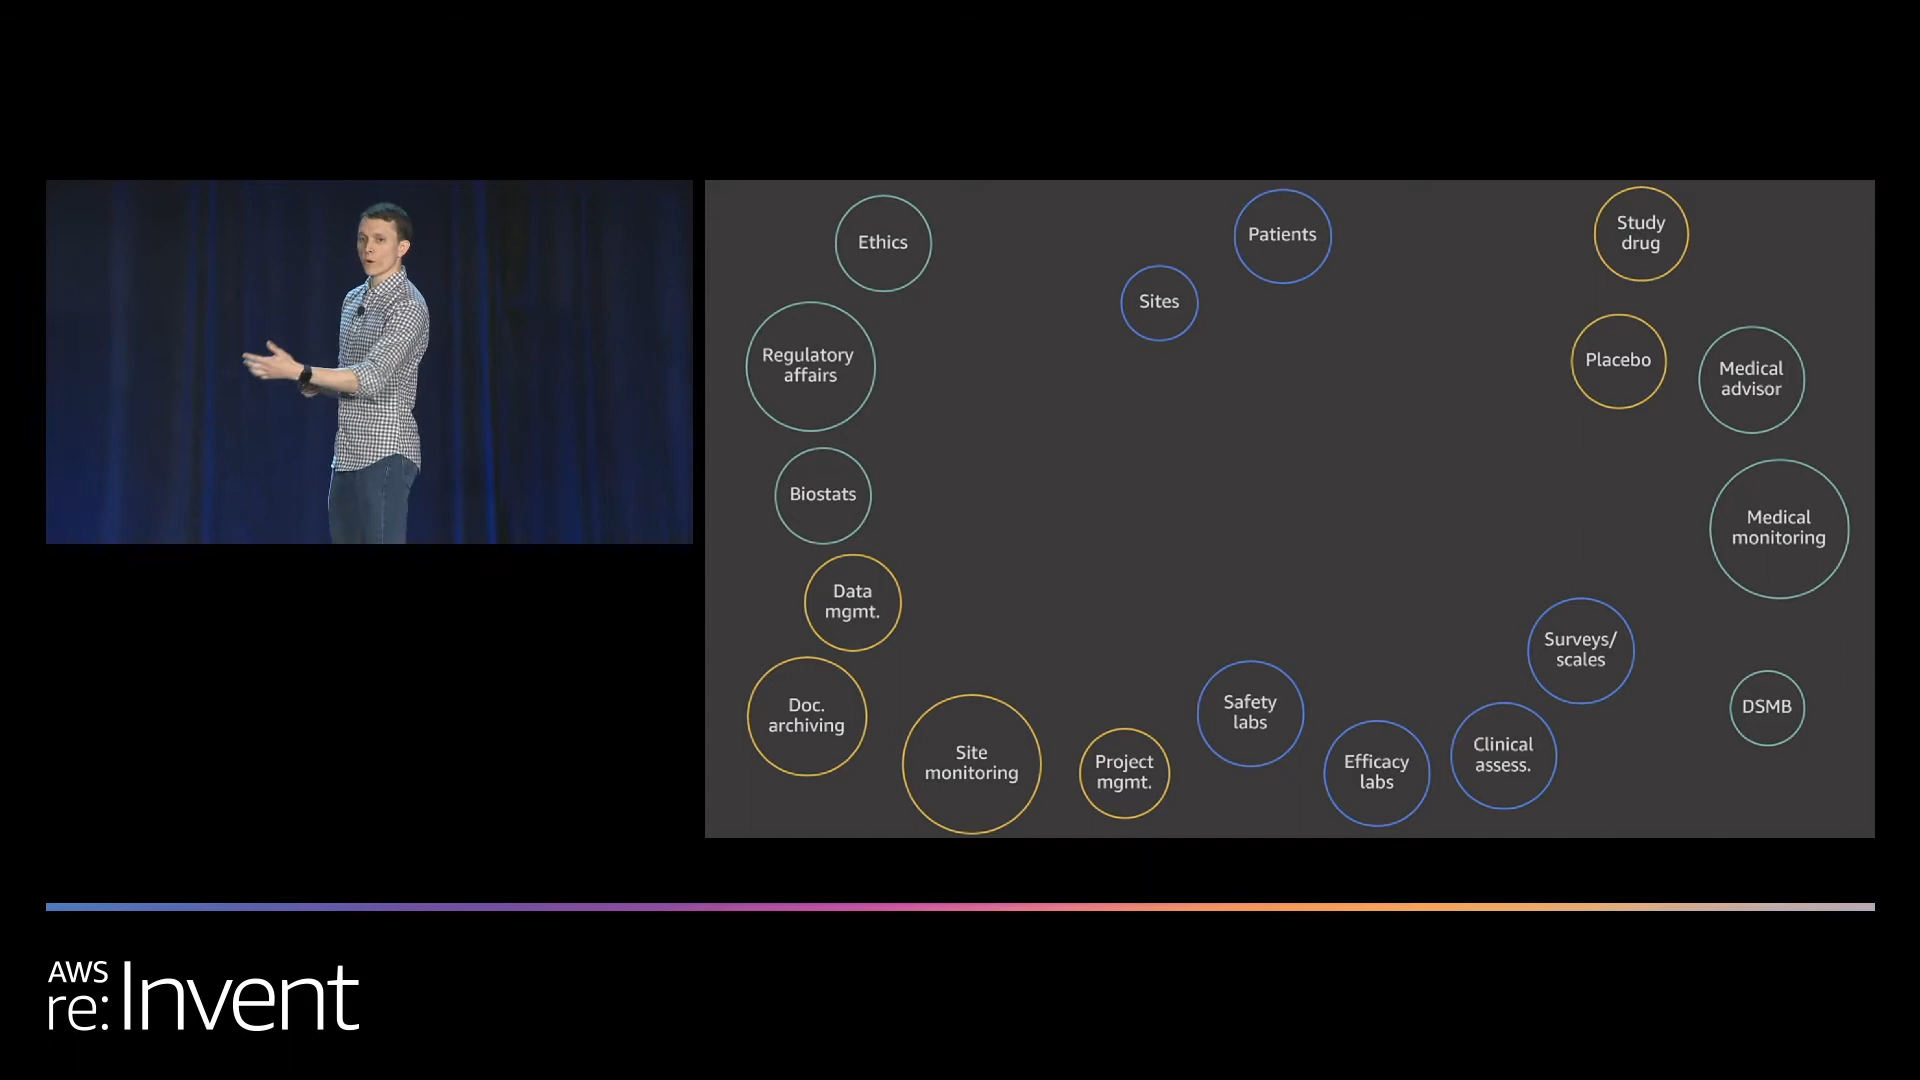 Ethics
Patients
Study
drug
Sites
Regulatory
affairs
Placebo
Medical
advisor
Biostats
Medical
monitoring
Data
mgmt.
Surveys/
scales
Doc.
archiving
Safety
labs
DSMB
Site
monitoring
Project
mgmt.
Efficacy
labs
Clinical
assess.
AWS
re:Invent